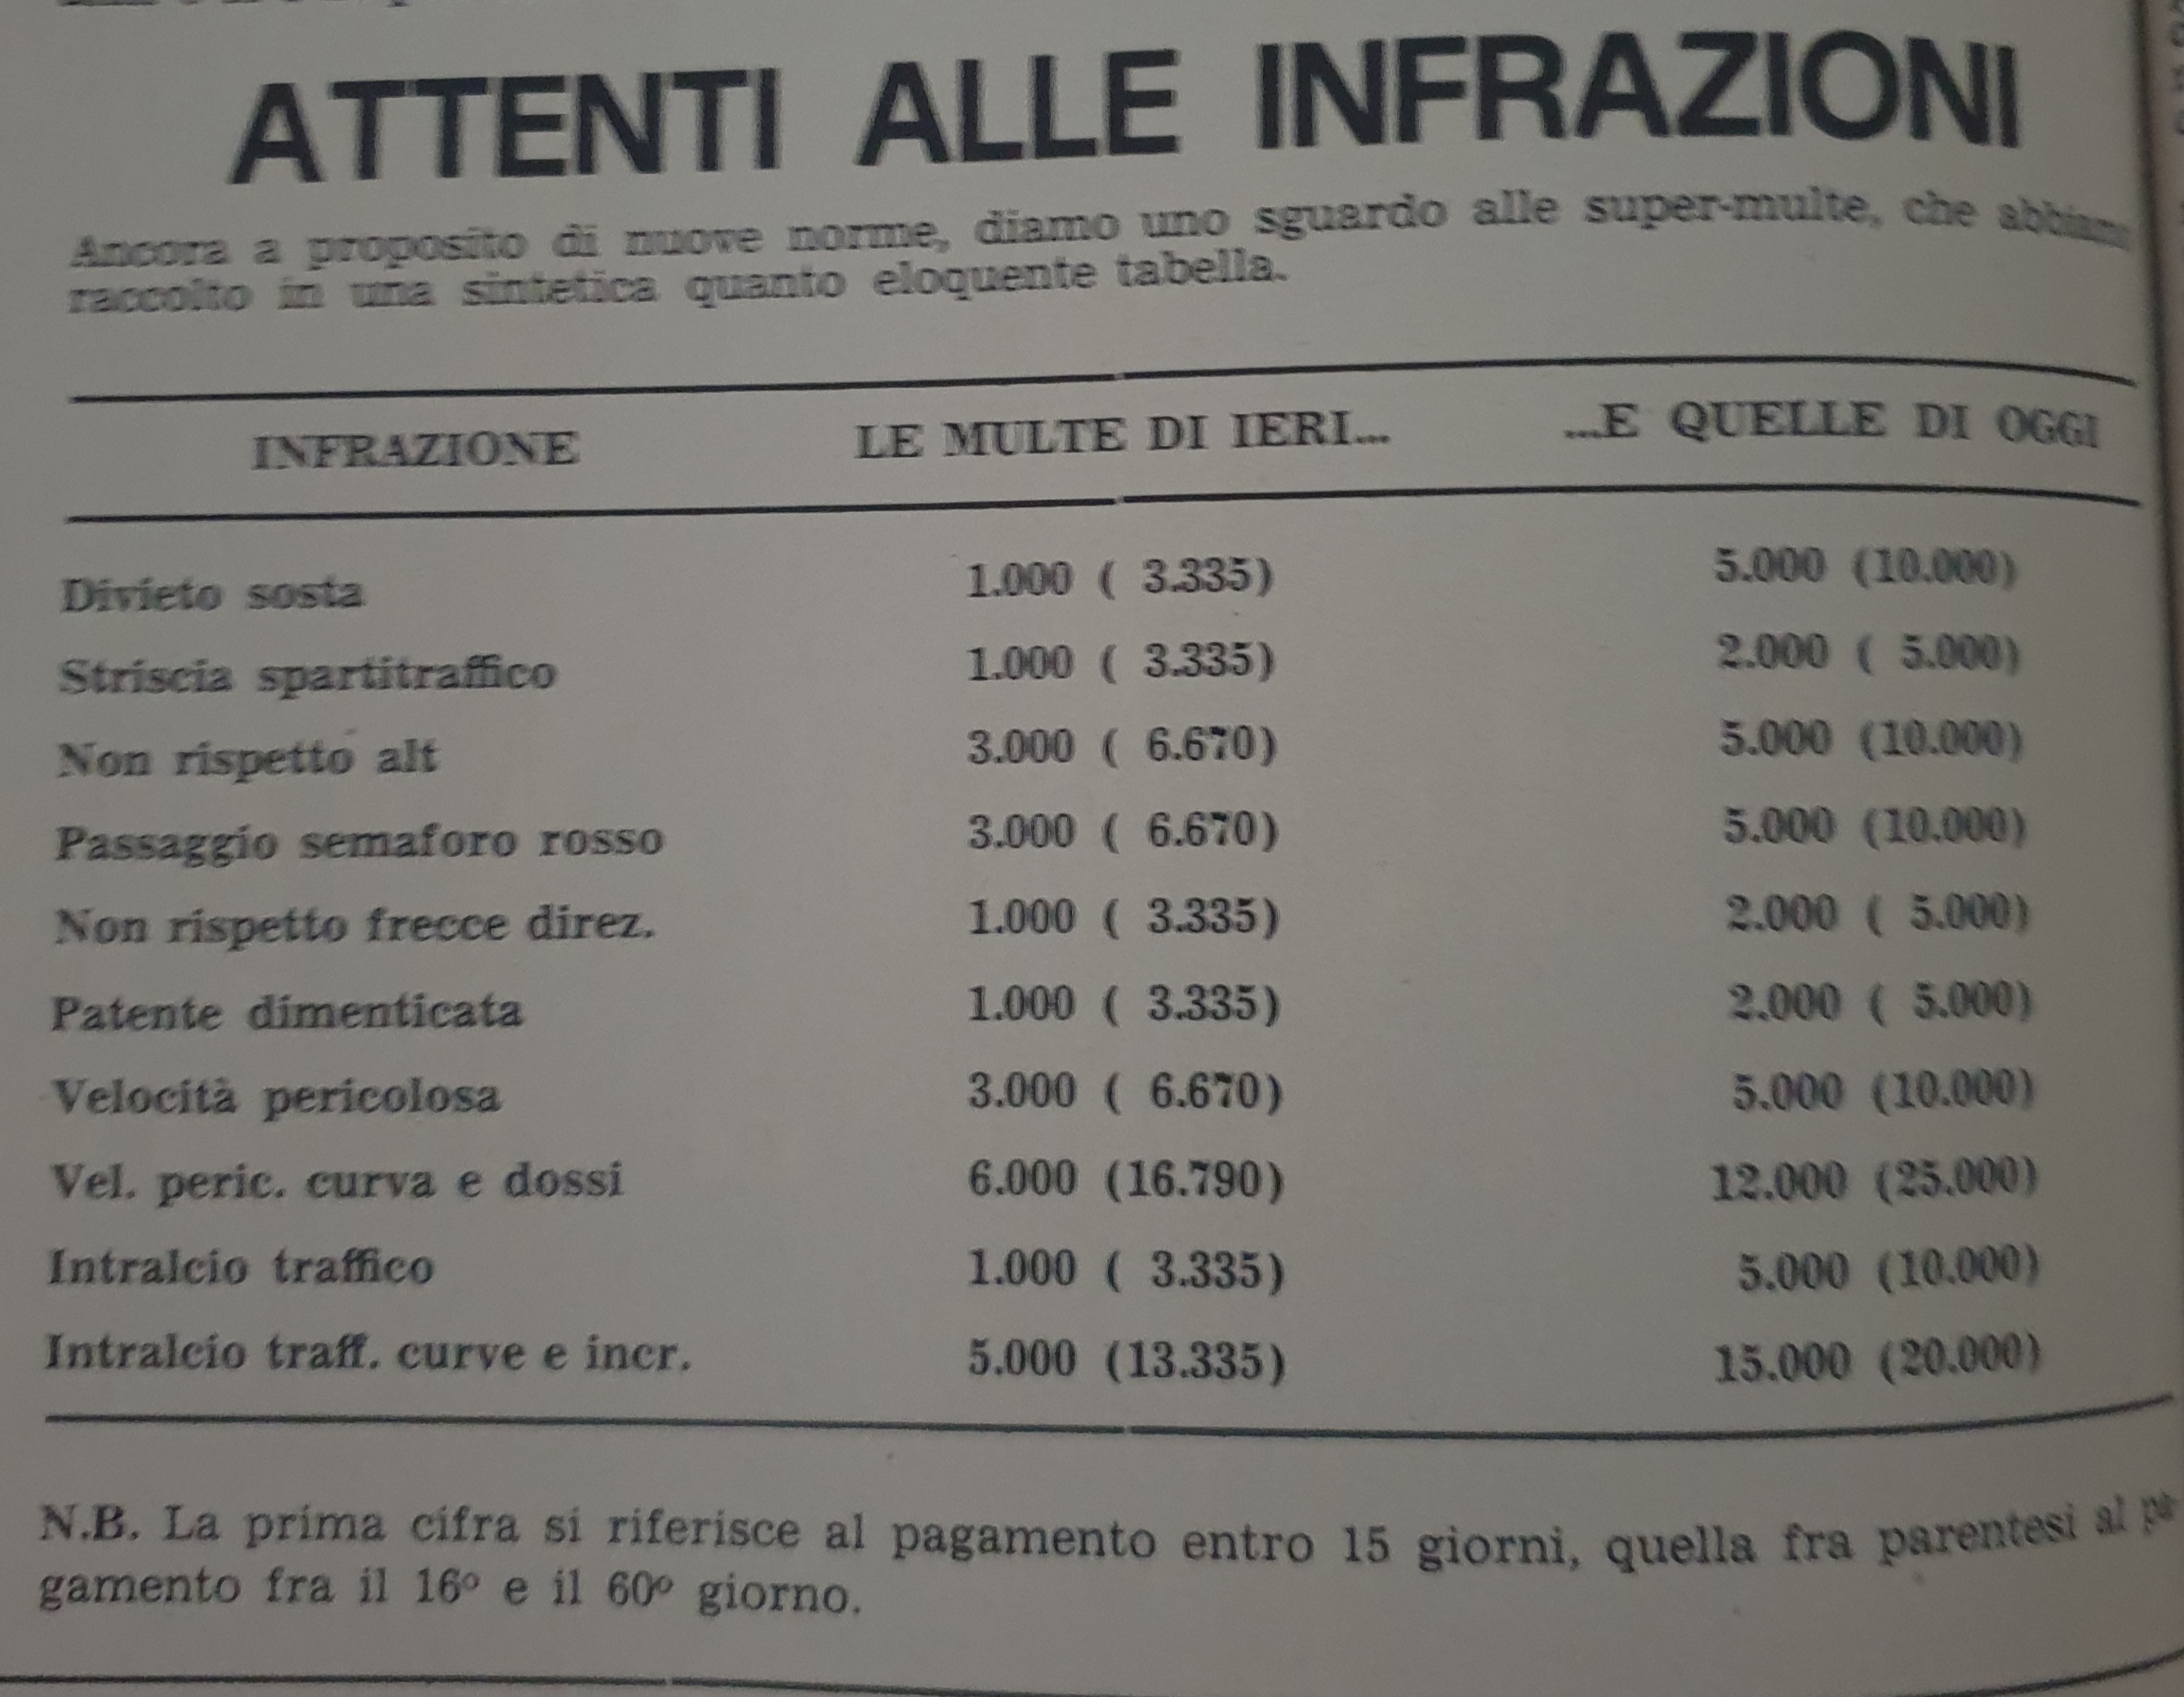 ATTENTI ALLE INFRAZIONI
Ancora a proposito di nuove norme, diamo uno sguardo alle super-multe, che abbiamo
raccolto in una sintetica quanto eloquente tabella.
INFRAZIONE LE MULTE DI IERI... ...E QUELLE DI OGGI
Divieto sosta 1.000 ( 3.335) 5.000 (10.000)
Striscia spartitraffico 1.000 ( 3.335) 2.000 ( 5.000)
Non rispetto alt 3.000 ( 6.670) 5.000 (10.000)
Passaggio semaforo rosso 3.000 ( 6.670) 5.000 (10.000)
Non rispetto frecce direz. 1.000 ( 3.335) 2.000 ( 5.000)
Patente dimenticata 1.000 ( 3.335) 2.000 ( 5.000)
Velocità pericolosa 3.000 ( 6.670) 5.000 (10.000)
Vel. peric. curva e dossi 6.000 (16.790) 12.000 (25.000)
Intralcio traffico 1.000 ( 3.335) 5.000 (10.000)
Intralcio traff. curve e incr. 5.000 (13.335) 15.000 (20.000)
N.B. La prima cifra si riferisce al pagamento entro 15 giorni, quella fra parentesi al pa
gamento fra il 16º e il 60º giorno.